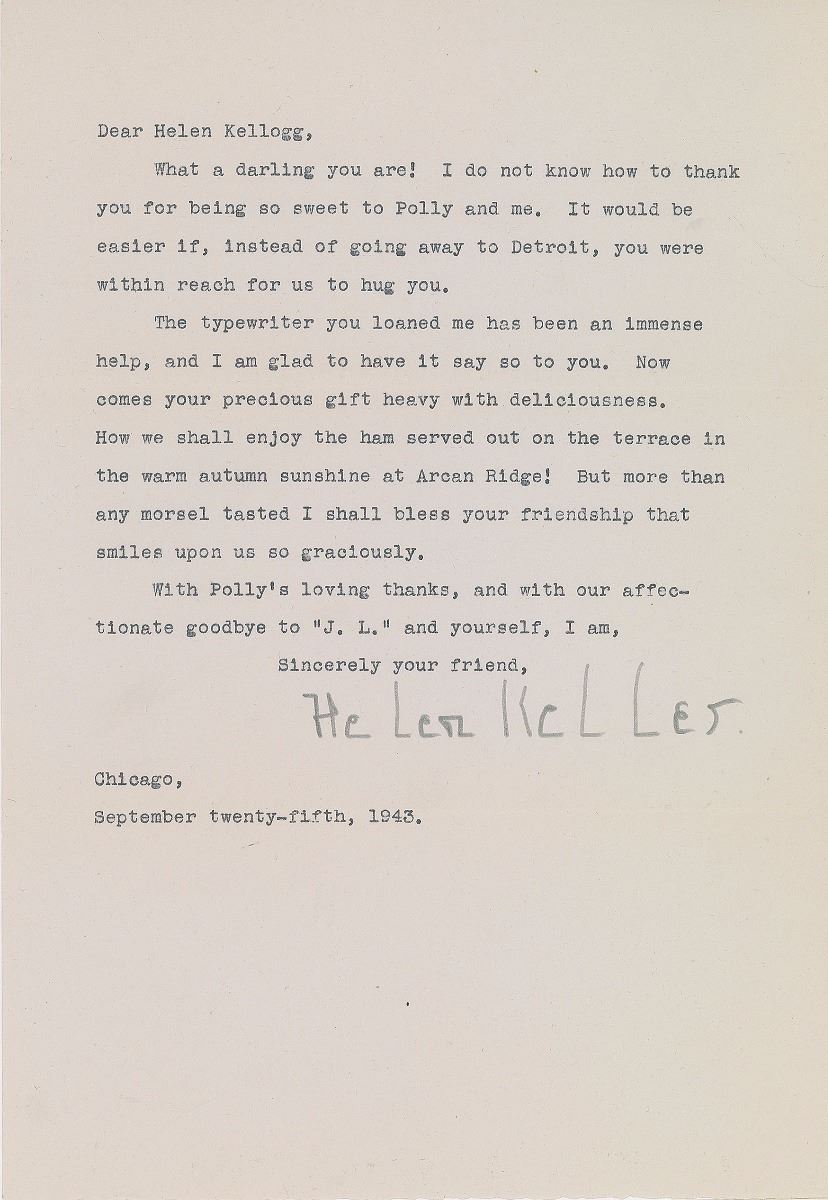 Dear Helen Kellogg,
What a darling you are! I do not know how to thank
you for being so sweet to Polly and me. It would be
easier if, instead of going away to Detroit, you were
within reach for us to hug you.
The typewriter you loaned me has been an immense
help, and I am glad to have it say so to you. Now
comes your precious gift heavy with deliciousness.
How we shall enjoy the ham served out on the terrace in
the warm autumn sunshine at Arcan Ridge! But more than
any morsel tasted I shall bless your friendship that
smiles upon us so graciously.
With Polly's loving thanks, and with our affec-
tionate goodbye to "J. L." and yourself, I am,
Sincerely your friend,
Helen Keller.
Chicago,
September twenty-fifth, 1943.